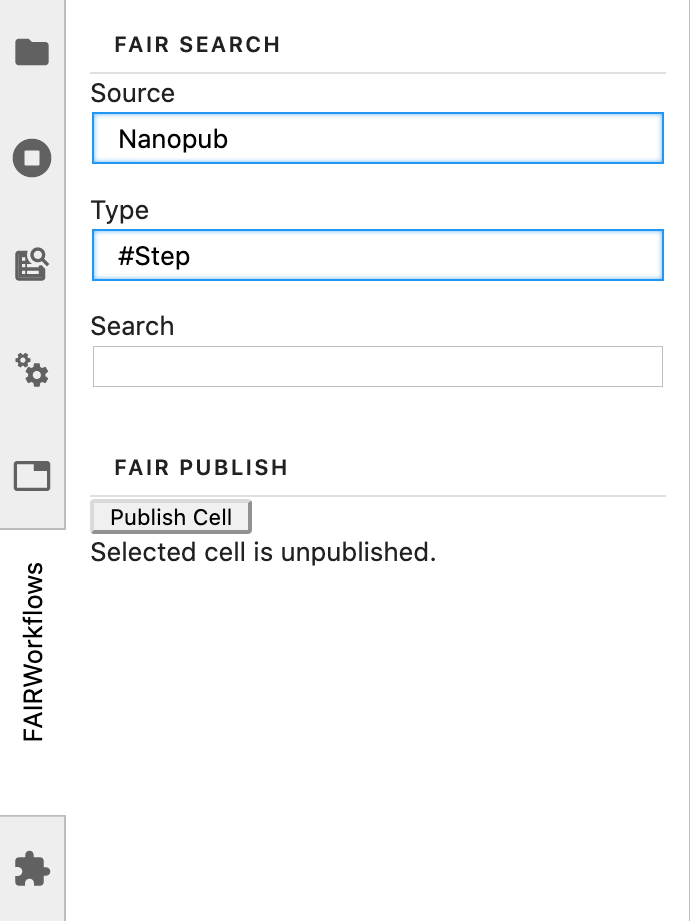 FAIR SEARCH
Source
Nanopub
Type
#Step
Search
FAIR PUBLISH
Publish Cell
Selected cell is unpublished.
FAIRWorkflows